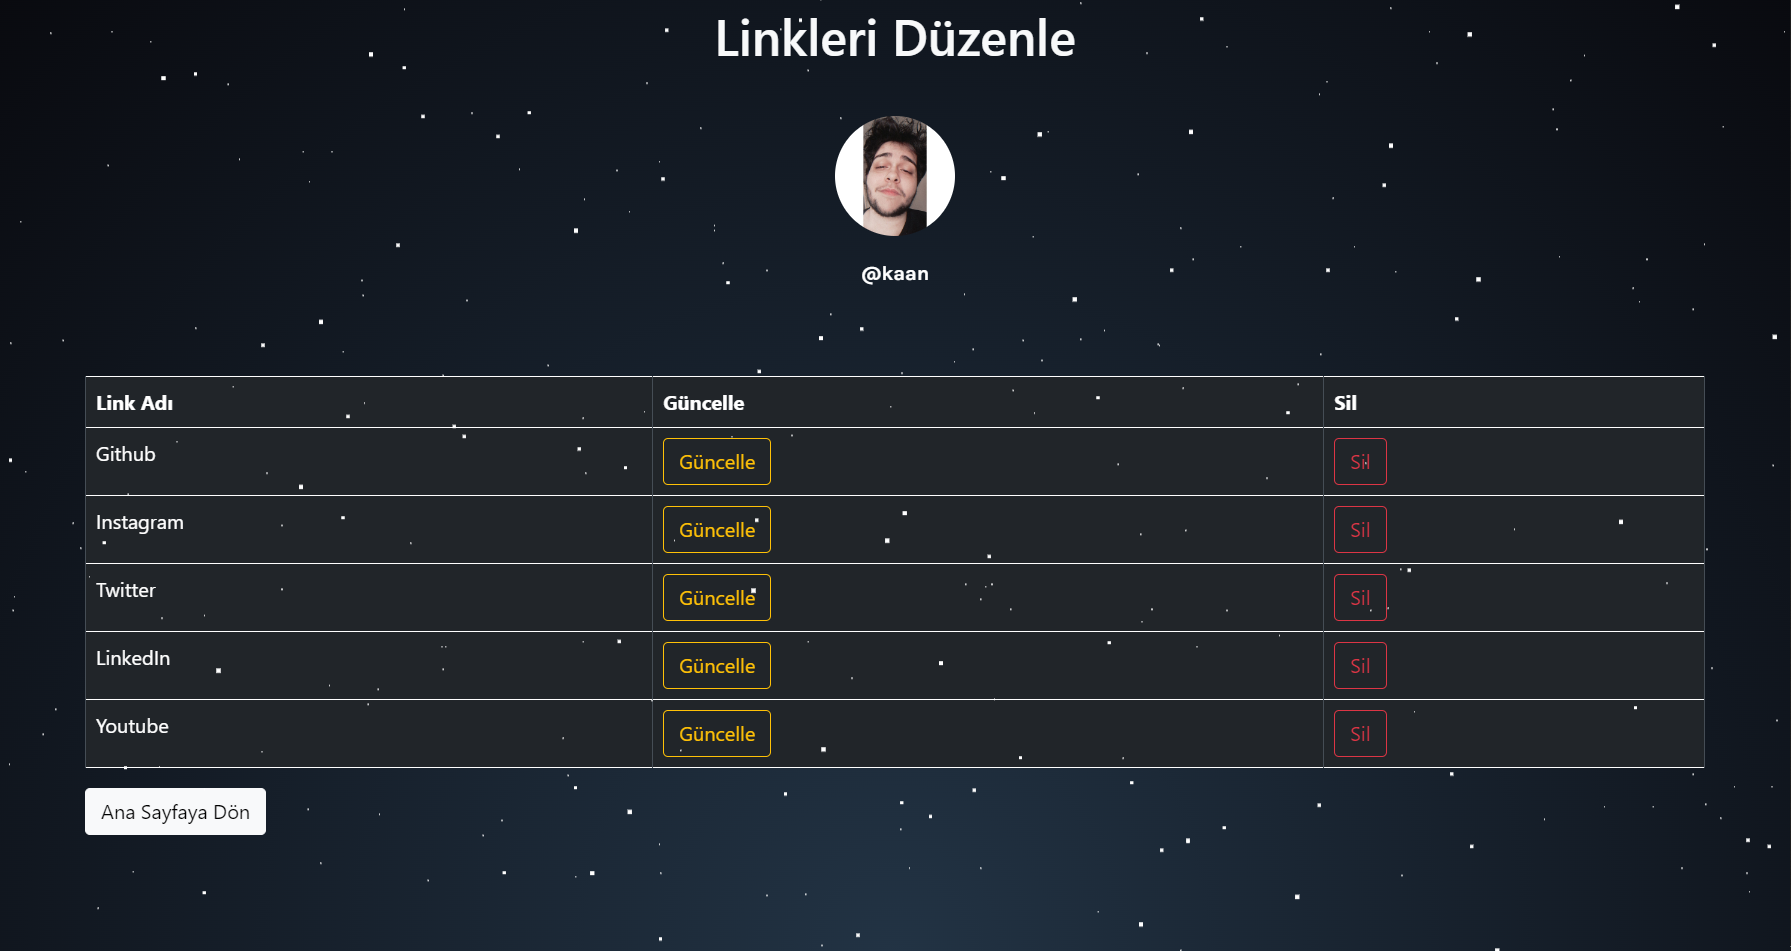 Linkleri Düzenle
@kaan
Link Adı Güncelle Sil
Github Güncelle Sil
Instagram Güncelle Sil
Twitter Güncelle Sil
LinkedIn Güncelle Sil
Youtube Güncelle Sil
Ana Sayfaya Dön